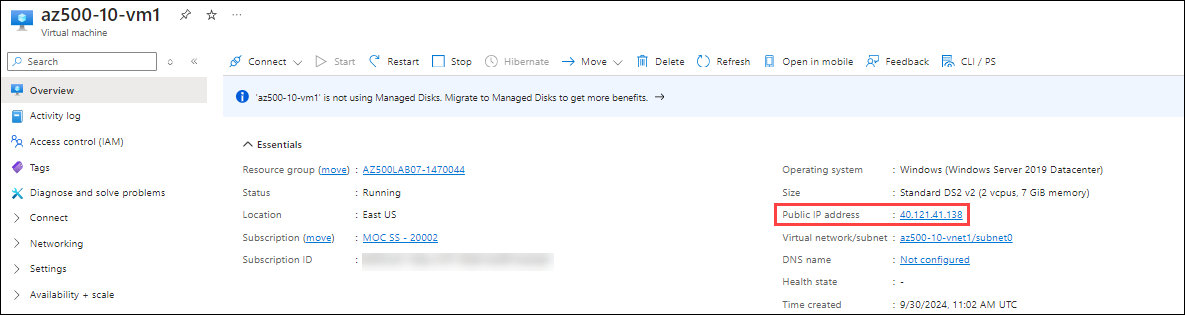 az500-10-vm1
Virtual machine
Search
Connect Start Restart Stop Hibernate Move Delete Refresh Open in mobile Feedback CLI / PS
Overview
Activity log
Access control (IAM)
Tags
Diagnose and solve problems
Connect
Networking
Settings
Availability + scale
'az500-10-vm1' is not using Managed Disks. Migrate to Managed Disks to get more benefits. →
Essentials
Resource group (move) : AZ500LAB07-1470044
Status : Running
Location : East US
Subscription (move) : MOC SS - 20002
Subscription ID :
Operating system : Windows (Windows Server 2019 Datacenter)
Size : Standard DS2 v2 (2 vcpus, 7 GiB memory)
Public IP address : 40.121.41.138
Virtual network/subnet : az500-10-vnet1/subnet0
DNS name : Not configured
Health state : -
Time created : 9/30/2024, 11:02 AM UTC